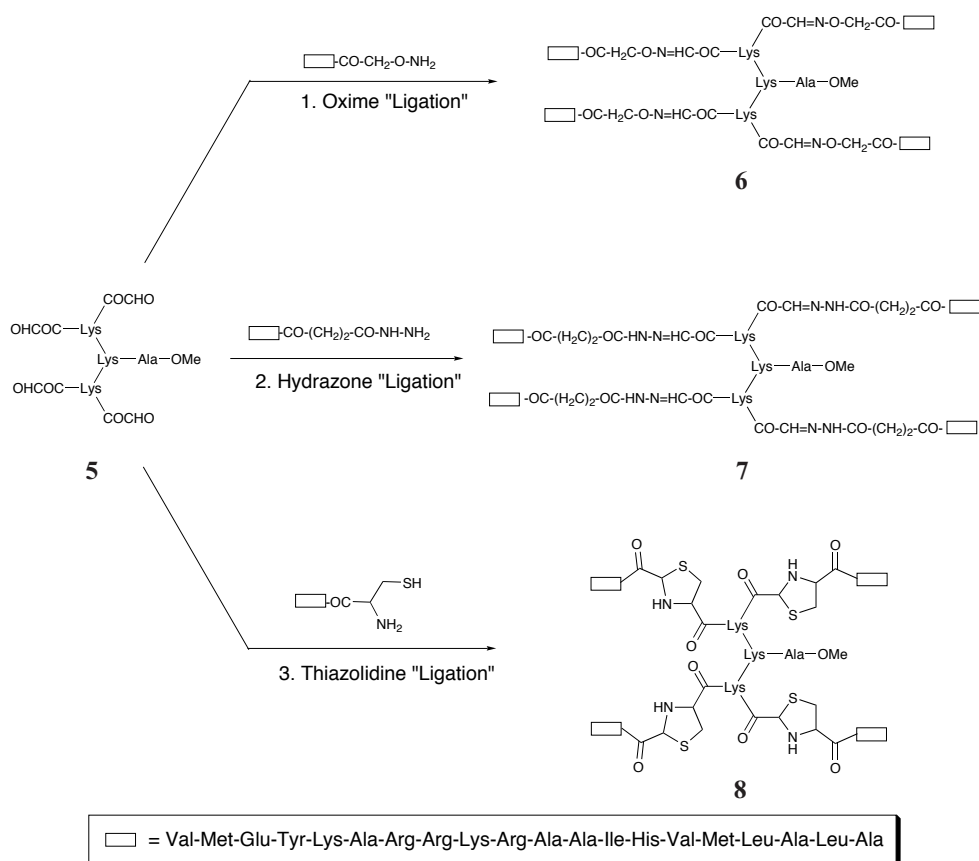 CO-CH=N-O-CH2-CO-
-CO-CH2-O-NH2
-OC-H2C-O-N=HC-OC-Lys
1. Oxime "Ligation"
Lys-Ala-OMe
-OC-H2C-O-N=HC-OC-Lys
CO-CH=N-O-CH2-CO-
6
COCHO
OHCOC-Lys
Lys-Ala-OMe
OHCOC-Lys
COCHO
5
-CO-(CH2)2-CO-NH-NH2
2. Hydrazone "Ligation"
CO-CH=N-NH-CO-(CH2)2-CO-
-OC-(H2C)2-OC-HN-N=HC-OC-Lys
Lys-Ala-OMe
-OC-(H2C)2-OC-HN-N=HC-OC-Lys
CO-CH=N-NH-CO-(CH2)2-CO-
7
SH
-OC
NH2
3. Thiazolidine "Ligation"
O S O HN O
HN S
O Lys
Lys-Ala-OMe
O Lys
HN S
O S O N H O
8
= Val-Met-Glu-Tyr-Lys-Ala-Arg-Arg-Lys-Arg-Ala-Ala-Ile-His-Val-Met-Leu-Ala-Leu-Ala